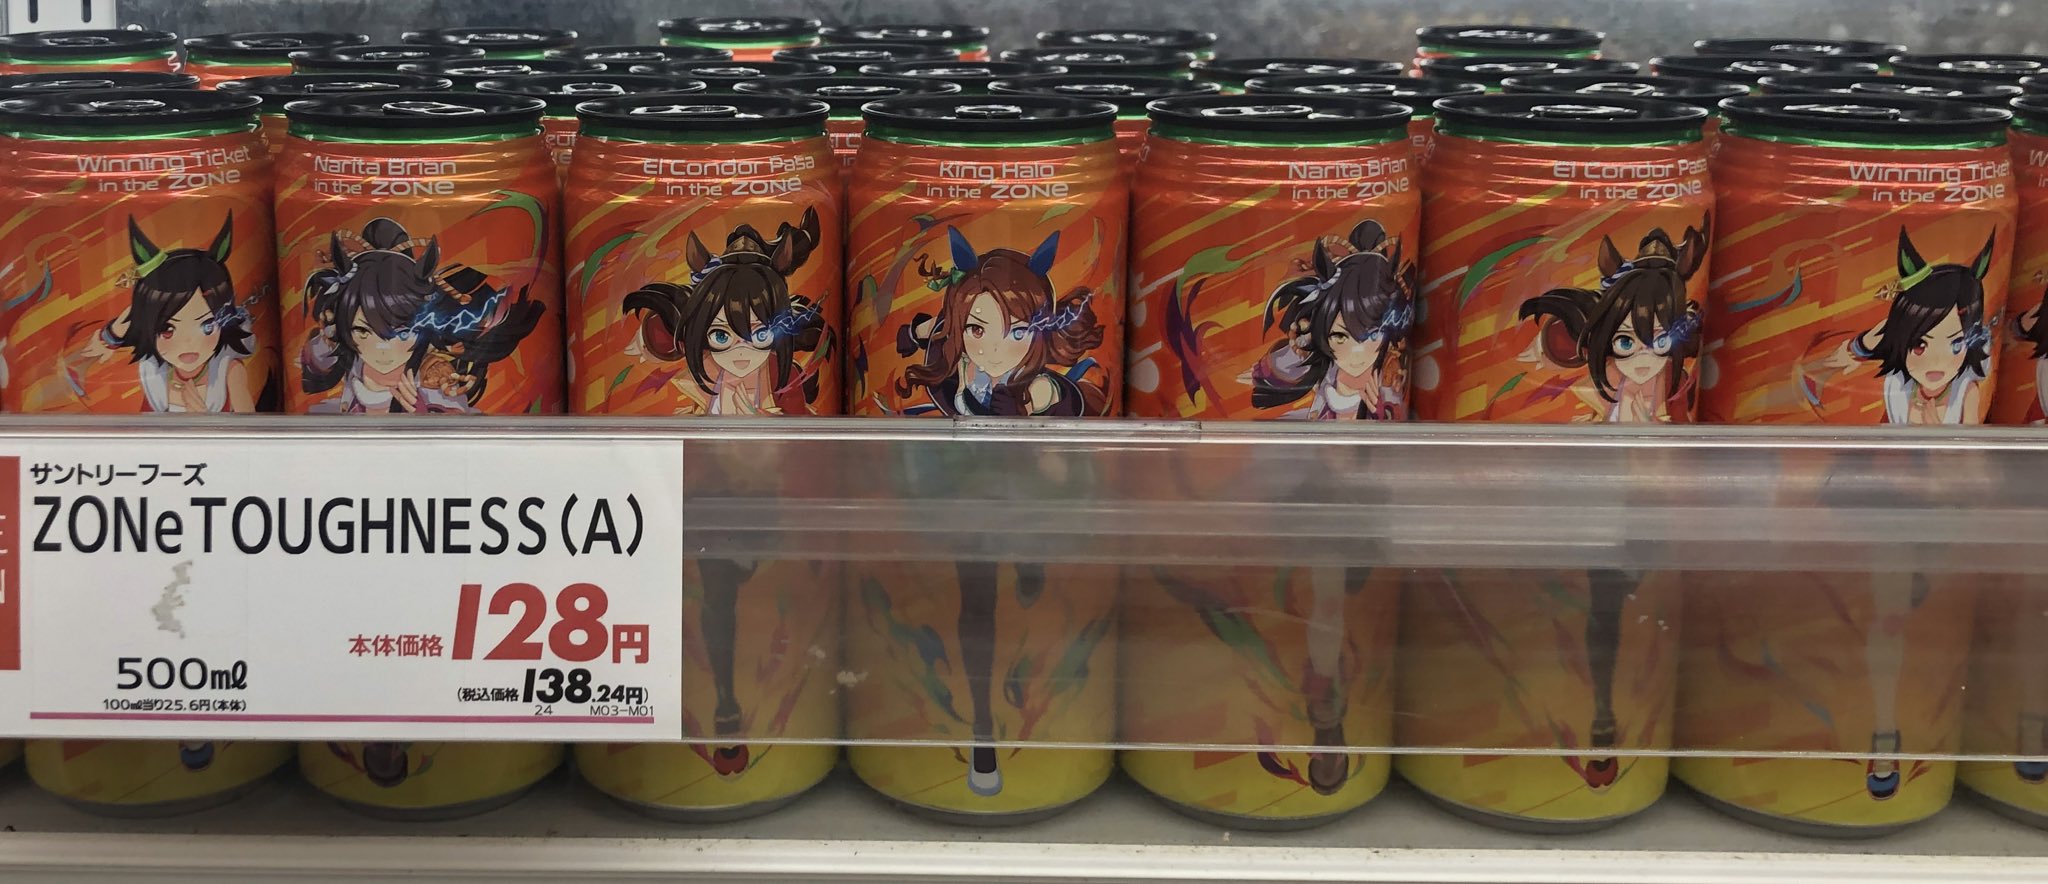 Winning Ticket
in the ZONe
Narita Brian
in the ZONe
El Condor Pasa
in the ZONe
King Halo
in the ZONe
Narita Brian
in the ZONe
El Condor Pasa
in the ZONe
Winning Ticket
in the ZONe
サントリーフーズ
ZONe TOUGHNESS(A)
本体価格 128円
500mℓ
(税込価格 138.24円)
100mℓ当り25.6円(本体)
24 M03-M01